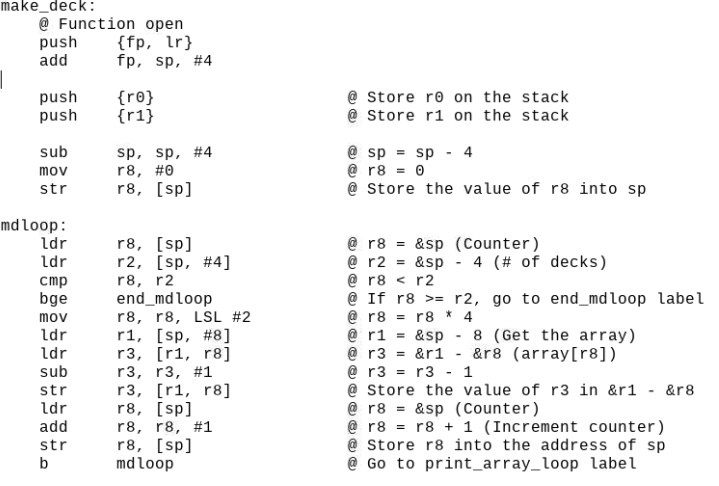 make_deck:
    @ Function open
    push    {fp, lr}
    add     fp, sp, #4

    push    {r0}                    @ Store r0 on the stack
    push    {r1}                    @ Store r1 on the stack

    sub     sp, sp, #4              @ sp = sp - 4
    mov     r8, #0                  @ r8 = 0
    str     r8, [sp]                @ Store the value of r8 into sp

mdloop:
    ldr     r8, [sp]                @ r8 = &sp (Counter)
    ldr     r2, [sp, #4]            @ r2 = &sp - 4 (# of decks)
    cmp     r8, r2                  @ r8 < r2
    bge     end_mdloop              @ If r8 >= r2, go to end_mdloop label
    mov     r8, r8, LSL #2          @ r8 = r8 * 4
    ldr     r1, [sp, #8]            @ r1 = &sp - 8 (Get the array)
    ldr     r3, [r1, r8]            @ r3 = &r1 - &r8 (array[r8])
    sub     r3, r3, #1              @ r3 = r3 - 1
    str     r3, [r1, r8]            @ Store the value of r3 in &r1 - &r8
    ldr     r8, [sp]                @ r8 = &sp (Counter)
    add     r8, r8, #1              @ r8 = r8 + 1 (Increment counter)
    str     r8, [sp]                @ Store r8 into the address of sp
    b       mdloop                  @ Go to print_array_loop label